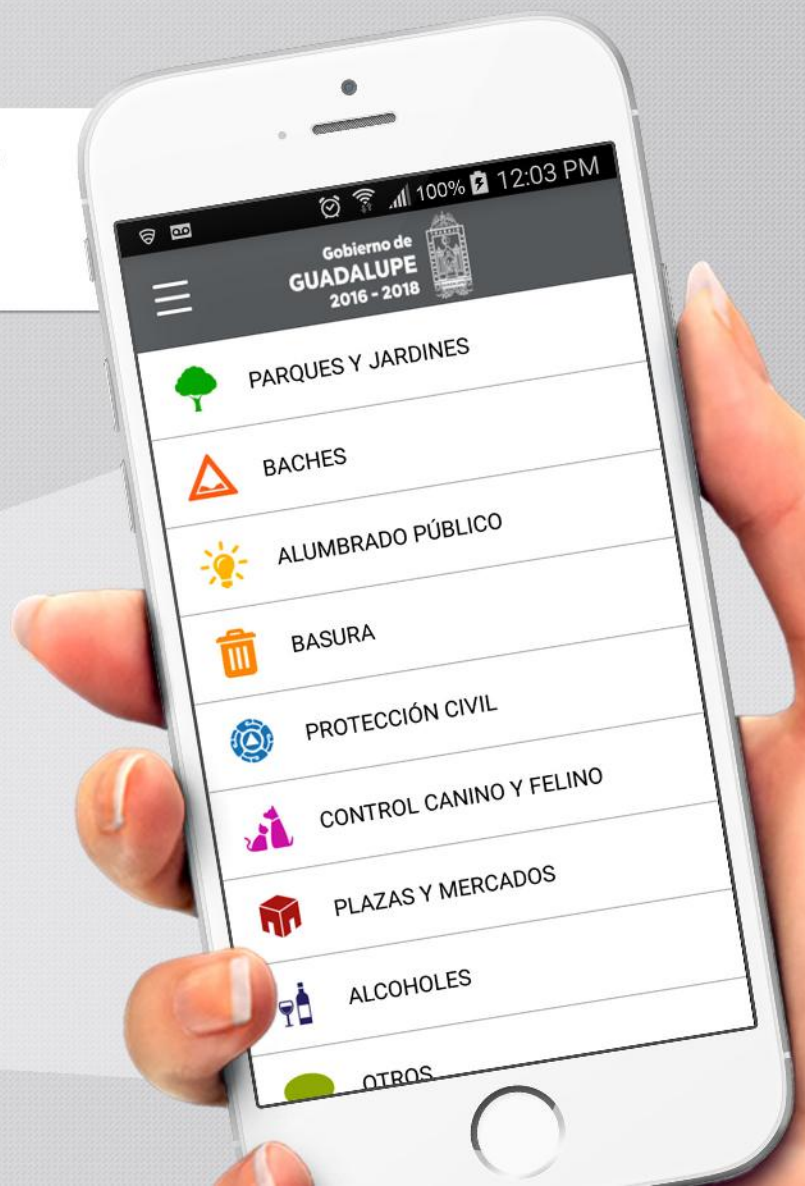 100% 12:03 PM
Gobierno de
GUADALUPE
2016 - 2018
PARQUES Y JARDINES
BACHES
ALUMBRADO PÚBLICO
BASURA
PROTECCIÓN CIVIL
CONTROL CANINO Y FELINO
PLAZAS Y MERCADOS
ALCOHOLES
OTROS